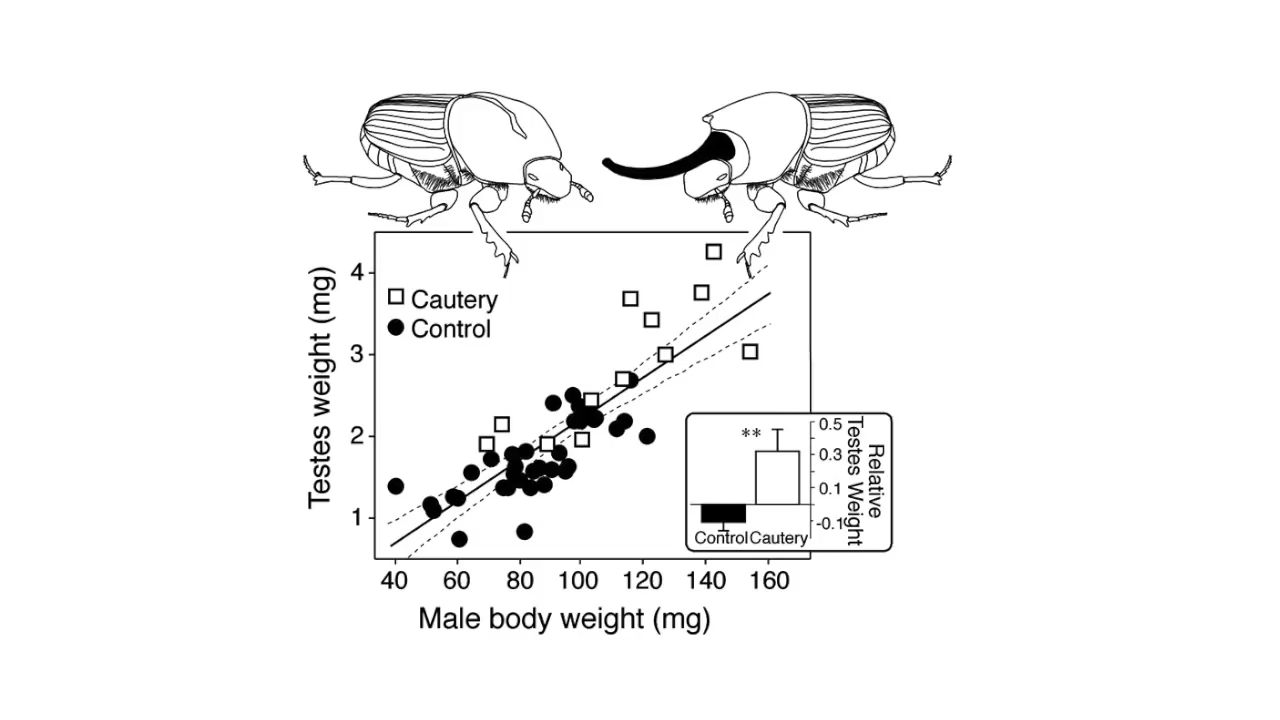 Cautery
Control
4
3
2
1
Testes weight (mg)
40 60 80 100 120 140 160
Male body weight (mg)
**
0.5
0.3
0.1
-0.1
Control Cautery
Relative
Testes Weight